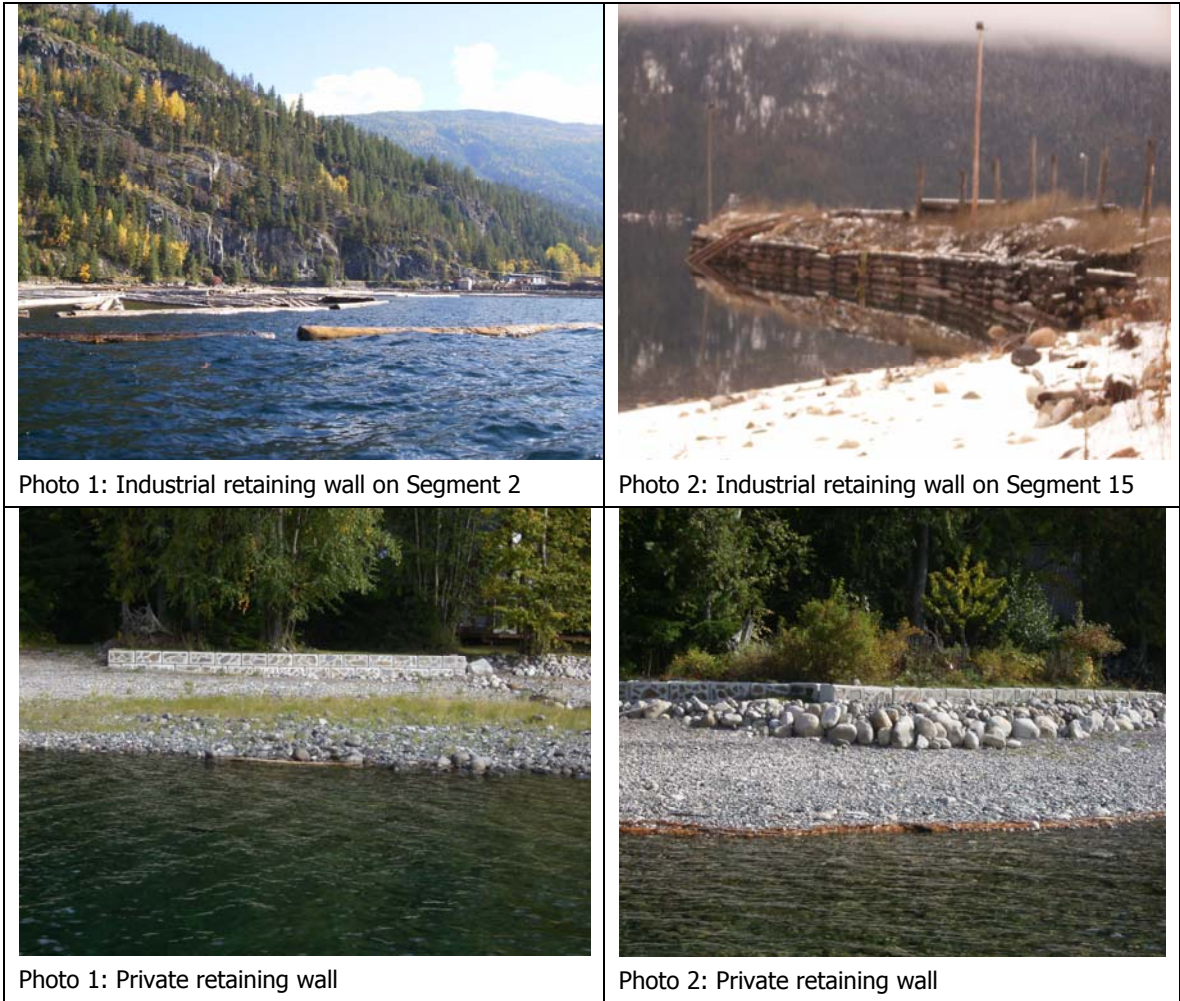 Photo 1: Industrial retaining wall on Segment 2
Photo 2: Industrial retaining wall on Segment 15
Photo 1: Private retaining wall
Photo 2: Private retaining wall